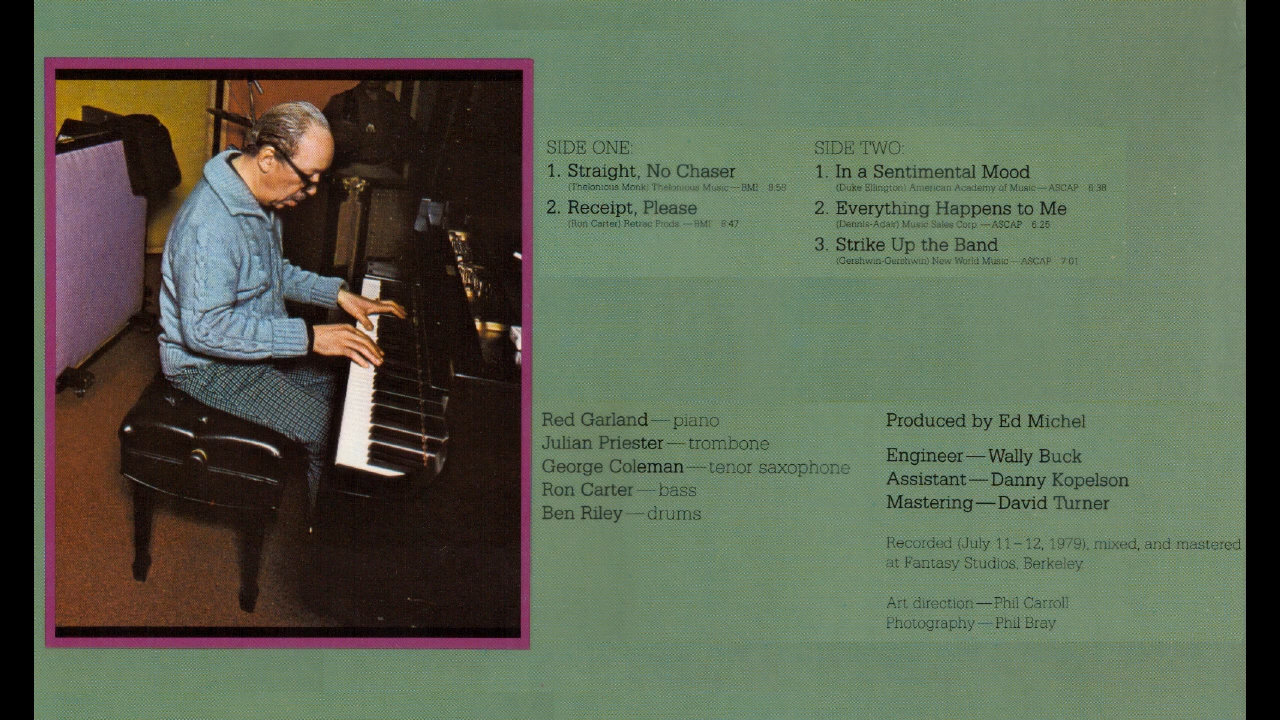 SIDE ONE:
1. Straight, No Chaser
(Thelonious Monk) Thelonious Music—BMI 8:56
2. Receipt, Please
(Ron Carter) Retrac Prods.—BMI 8:47
SIDE TWO:
1. In a Sentimental Mood
(Duke Ellington) American Academy of Music—ASCAP 6:38
2. Everything Happens to Me
(Dennis-Adair) Music Sales Corp.—ASCAP 6:25
3. Strike Up the Band
(Gershwin-Gershwin) New World Music—ASCAP 7:01
Red Garland—piano
Julian Priester—trombone
George Coleman—tenor saxophone
Ron Carter—bass
Ben Riley—drums
Produced by Ed Michel
Engineer—Wally Buck
Assistant—Danny Kopelson
Mastering—David Turner
Recorded (July 11–12, 1979), mixed, and mastered
at Fantasy Studios, Berkeley.
Art direction—Phil Carroll
Photography—Phil Bray